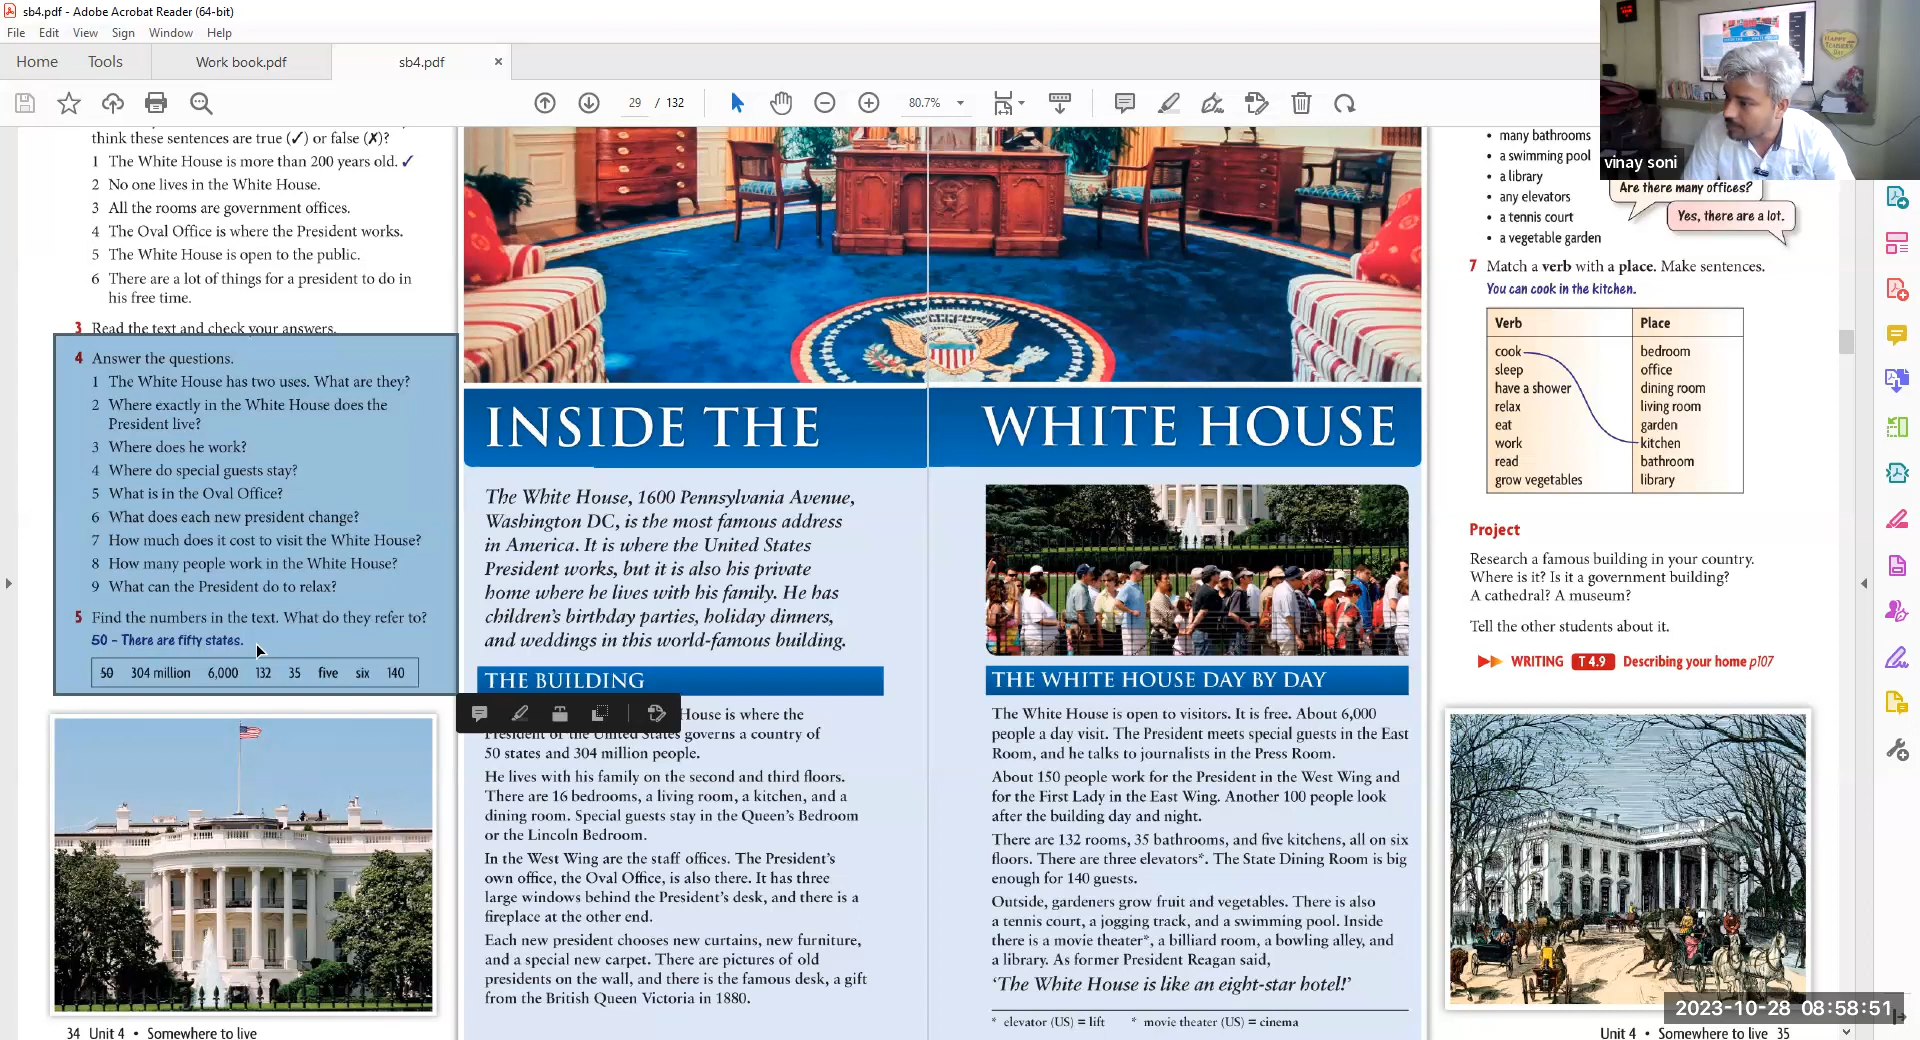 sb4.pdf - Adobe Acrobat Reader (64-bit)
File Edit View Sign Window Help
Home Tools Work book.pdf sb4.pdf ×
29 / 132 80.7%
vinay soni
think these sentences are true (✓) or false (✗)?
1 The White House is more than 200 years old. ✓
2 No one lives in the White House.
3 All the rooms are government offices.
4 The Oval Office is where the President works.
5 The White House is open to the public.
6 There are a lot of things for a president to do in
his free time.
3 Read the text and check your answers.
4 Answer the questions.
1 The White House has two uses. What are they?
2 Where exactly in the White House does the
President live?
3 Where does he work?
4 Where do special guests stay?
5 What is in the Oval Office?
6 What does each new president change?
7 How much does it cost to visit the White House?
8 How many people work in the White House?
9 What can the President do to relax?
5 Find the numbers in the text. What do they refer to?
50 – There are fifty states.
50 304 million 6,000 132 35 five six 140
34 Unit 4 • Somewhere to live
INSIDE THE WHITE HOUSE
The White House, 1600 Pennsylvania Avenue,
Washington DC, is the most famous address
in America. It is where the United States
President works, but it is also his private
home where he lives with his family. He has
children's birthday parties, holiday dinners,
and weddings in this world-famous building.
THE BUILDING
House is where the
President of the United States governs a country of
50 states and 304 million people.
He lives with his family on the second and third floors.
There are 16 bedrooms, a living room, a kitchen, and a
dining room. Special guests stay in the Queen's Bedroom
or the Lincoln Bedroom.
In the West Wing are the staff offices. The President's
own office, the Oval Office, is also there. It has three
large windows behind the President's desk, and there is a
fireplace at the other end.
Each new president chooses new curtains, new furniture,
and a special new carpet. There are pictures of old
presidents on the wall, and there is the famous desk, a gift
from the British Queen Victoria in 1880.
THE WHITE HOUSE DAY BY DAY
The White House is open to visitors. It is free. About 6,000
people a day visit. The President meets special guests in the East
Room, and he talks to journalists in the Press Room.
About 150 people work for the President in the West Wing and
for the First Lady in the East Wing. Another 100 people look
after the building day and night.
There are 132 rooms, 35 bathrooms, and five kitchens, all on six
floors. There are three elevators*. The State Dining Room is big
enough for 140 guests.
Outside, gardeners grow fruit and vegetables. There is also
a tennis court, a jogging track, and a swimming pool. Inside
there is a movie theater*, a billiard room, a bowling alley, and
a library. As former President Reagan said,
'The White House is like an eight-star hotel!'
* elevator (US) = lift * movie theater (US) = cinema
• many bathrooms
• a swimming pool
• a library
• any elevators
• a tennis court
• a vegetable garden
Are there many offices?
Yes, there are a lot.
7 Match a verb with a place. Make sentences.
You can cook in the kitchen.
Verb Place
cook bedroom
sleep office
have a shower dining room
relax living room
eat garden
work kitchen
read bathroom
grow vegetables library
Project
Research a famous building in your country.
Where is it? Is it a government building?
A cathedral? A museum?
Tell the other students about it.
WRITING T 4.9 Describing your home p107
2023-10-28 08:58:51
Unit 4 • Somewhere to live 35